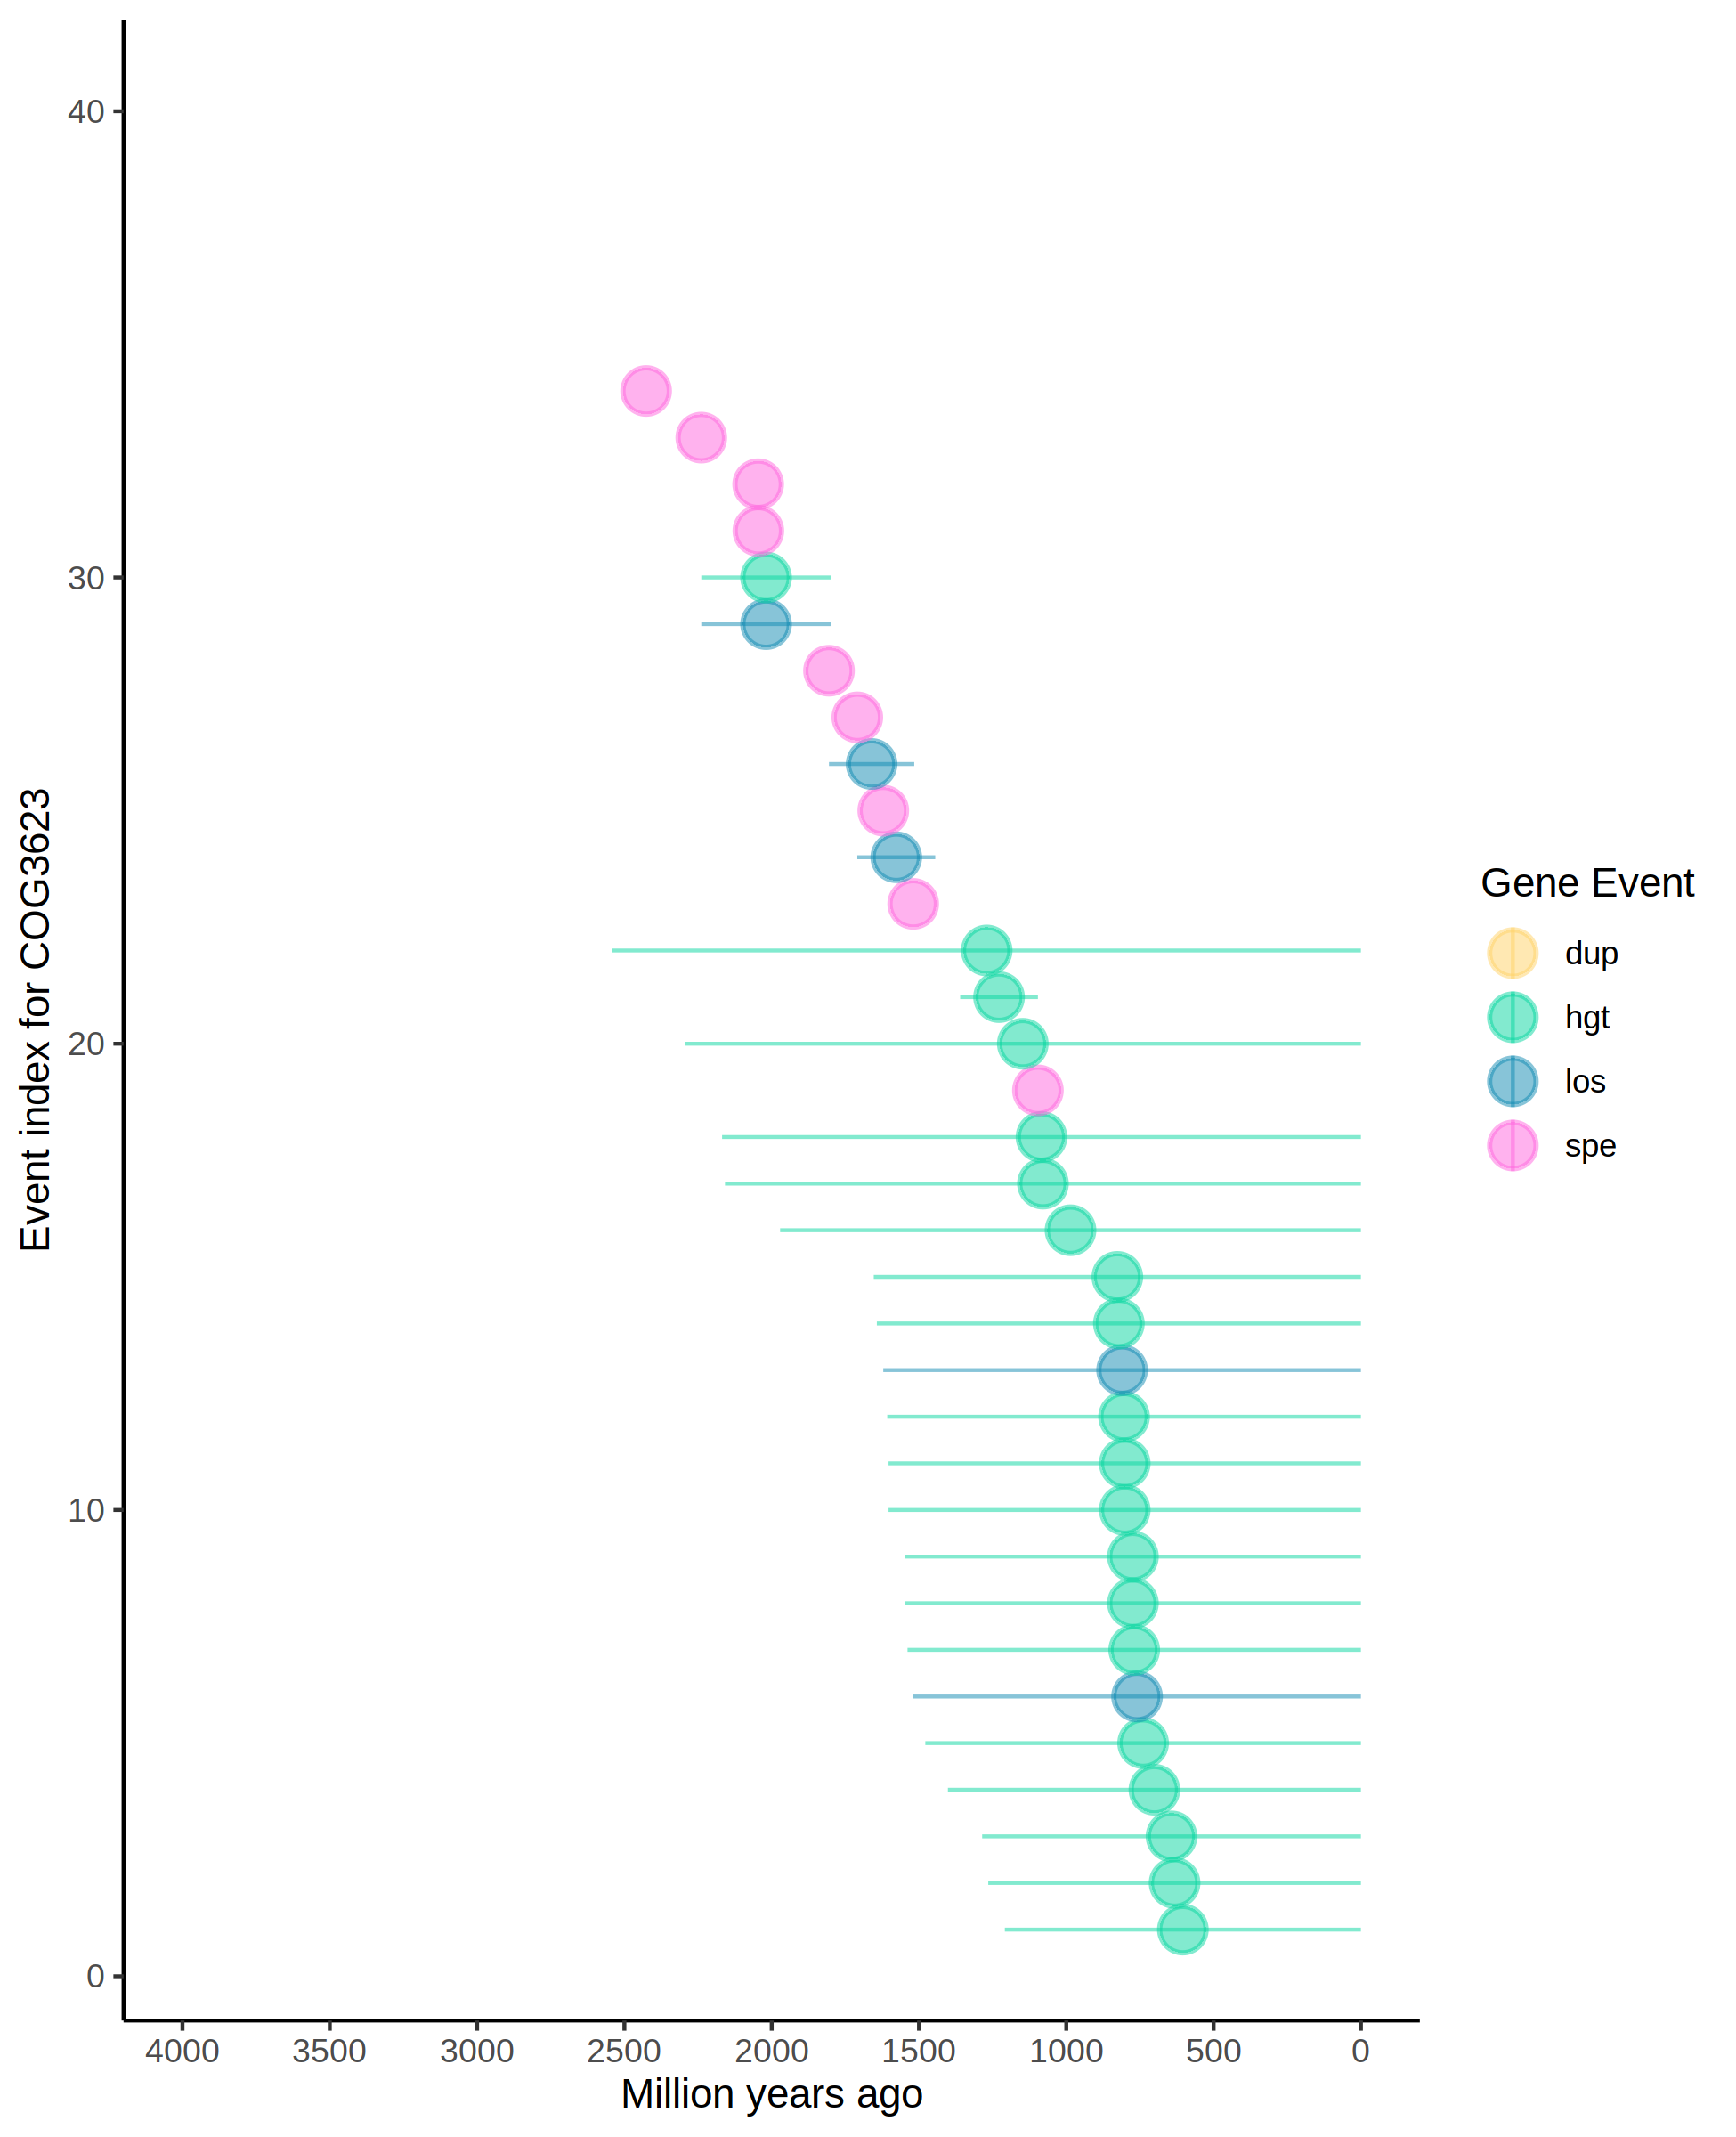 40
30
20
10
0
Event index for COG3623
4000 3500 3000 2500 2000 1500 1000 500 0
Million years ago
Gene Event
dup
hgt
los
spe